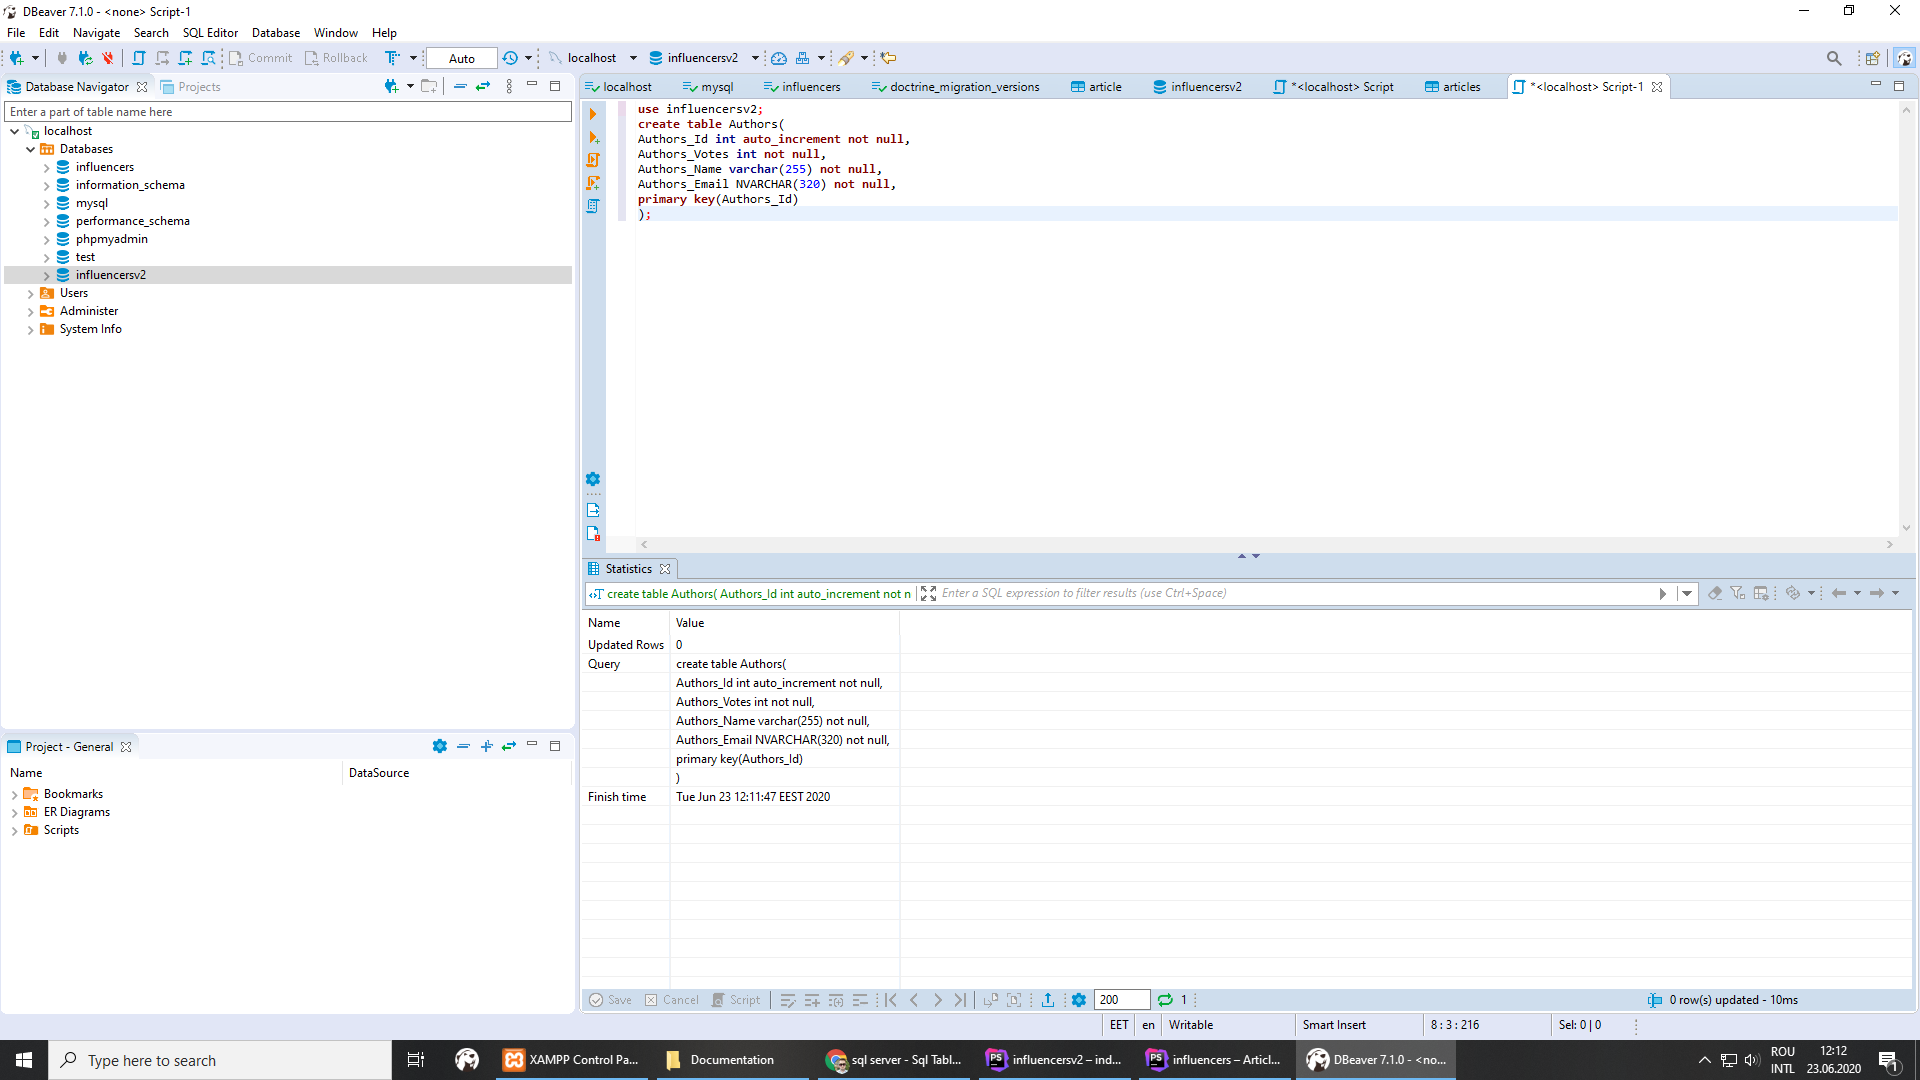 DBeaver 7.1.0 - <none> Script-1
File Edit Navigate Search SQL Editor Database Window Help
Commit Rollback Auto localhost influencersv2
Database Navigator Projects
Enter a part of table name here
localhost
Databases
influencers
information_schema
mysql
performance_schema
phpmyadmin
test
influencersv2
Users
Administer
System Info
Project - General
Name DataSource
Bookmarks
ER Diagrams
Scripts
localhost mysql influencers doctrine_migration_versions article influencersv2 *<localhost> Script articles *<localhost> Script-1
use influencersv2;
create table Authors(
Authors_Id int auto_increment not null,
Authors_Votes int not null,
Authors_Name varchar(255) not null,
Authors_Email NVARCHAR(320) not null,
primary key(Authors_Id)
);
Statistics
create table Authors( Authors_Id int auto_increment not n Enter a SQL expression to filter results (use Ctrl+Space)
Name Value
Updated Rows 0
Query create table Authors(
Authors_Id int auto_increment not null,
Authors_Votes int not null,
Authors_Name varchar(255) not null,
Authors_Email NVARCHAR(320) not null,
primary key(Authors_Id)
)
Finish time Tue Jun 23 12:11:47 EEST 2020
Save Cancel Script 200 1 0 row(s) updated - 10ms
EET en Writable Smart Insert 8 : 3 : 216 Sel: 0 | 0
Type here to search
XAMPP Control Pa...
Documentation
sql server - Sql Tabl...
PS influencersv2 – ind...
PS influencers – Articl...
DBeaver 7.1.0 - <no...
ROU
INTL
12:12
23.06.2020
1